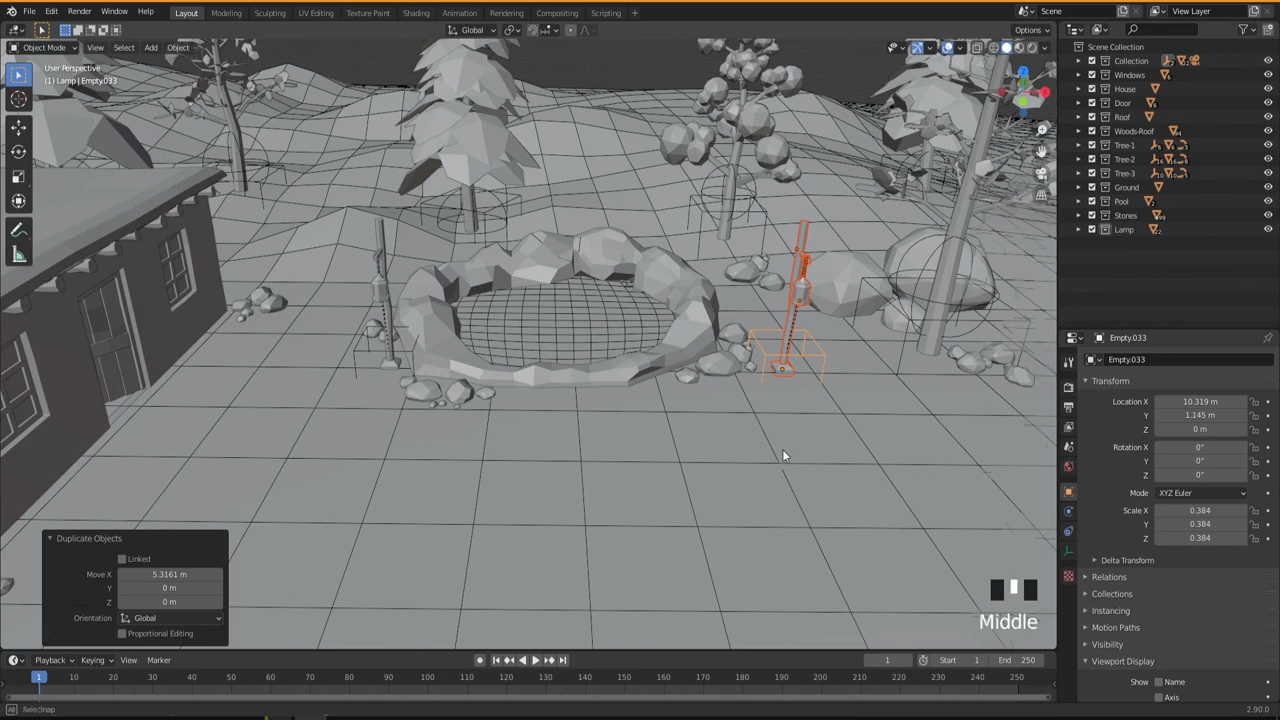 File Edit Render Window Help Layout Modeling Sculpting UV Editing Texture Paint Shading Animation Rendering Compositing Scripting + Scene View Layer
Global Options
Object Mode View Select Add Object
User Perspective
(1) Lamp | Empty.033
Scene Collection
Collection
Windows
House
Door
Roof
Woods-Roof
Tree-1
Tree-2
Tree-3
Ground
Pool
Stones
Lamp
Empty.033
Empty.033
Transform
Location X 10.319 m
Y 1.145 m
Z 0 m
Rotation X 0°
Y 0°
Z 0°
Mode XYZ Euler
Scale X 0.384
Y 0.384
Z 0.384
Delta Transform
Relations
Collections
Instancing
Motion Paths
Visibility
Viewport Display
Show Name
Axis
Duplicate Objects
Linked
Move X 5.3161 m
Y 0 m
Z 0 m
Orientation Global
Proportional Editing
Middle
Playback Keying View Marker 1 Start 1 End 250
1 10 20 30 40 50 60 70 80 90 100 110 120 130 140 150 160 170 180 190 200 210 220 230 240 250
2.90.0